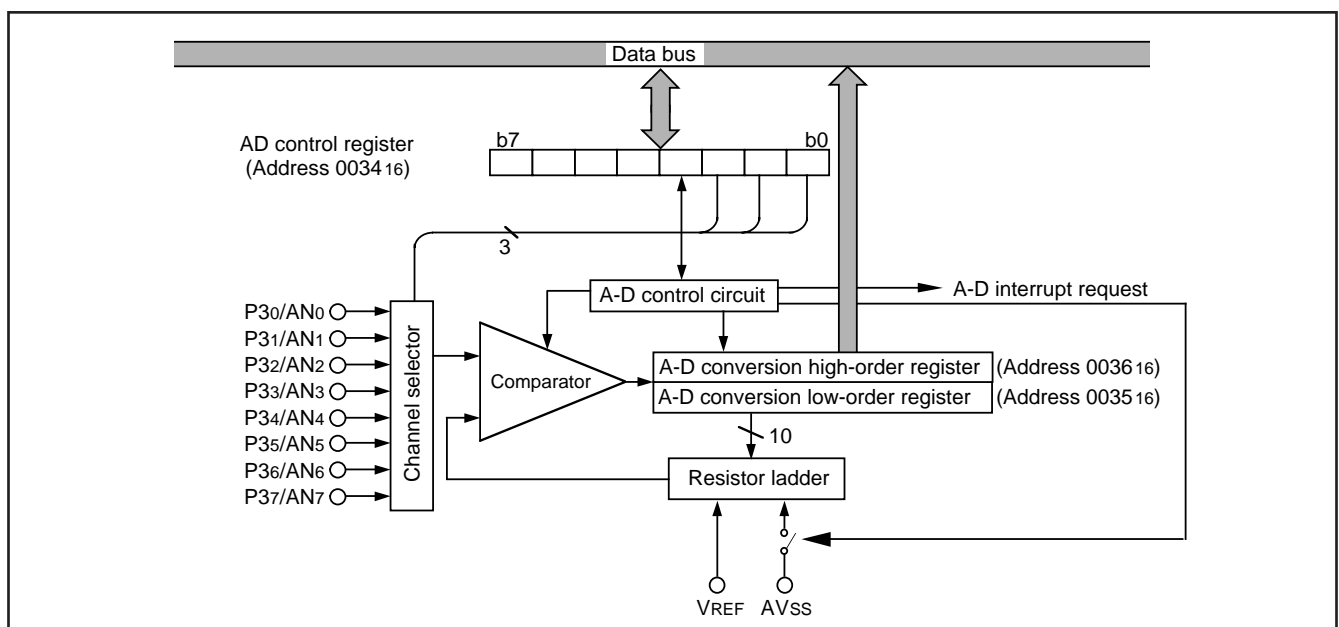 Data bus
AD control register
(Address 003416)
b7
b0
3
A-D control circuit
A-D interrupt request
P30/AN0
P31/AN1
P32/AN2
P33/AN3
P34/AN4
P35/AN5
P36/AN6
P37/AN7
Channel selector
Comparator
A-D conversion high-order register
(Address 003616)
A-D conversion low-order register
(Address 003516)
10
Resistor ladder
VREF
AVSS